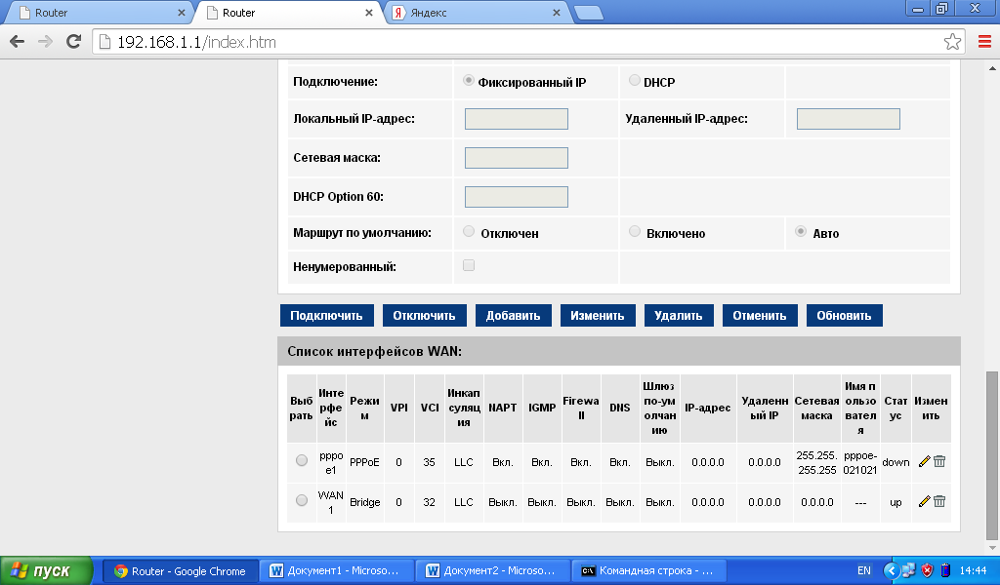 Router
Router
Яндекс
192.168.1.1/index.htm
Подключение: Фиксированный IP DHCP
Локальный IP-адрес: Удаленный IP-адрес:
Сетевая маска:
DHCP Option 60:
Маршрут по умолчанию: Отключен Включено Авто
Ненумерованный:
Подключить Отключить Добавить Изменить Удалить Отменить Обновить
Список интерфейсов WAN:
Выбрать Интерфейс Режим VPI VCI Инкапсуляция NAPT IGMP Firewall DNS Шлюз по-умолчанию IP-адрес Удаленный IP Сетевая маска Имя пользователя Статус Изменить
pppoe1 PPPoE 0 35 LLC Вкл. Вкл. Вкл. Вкл. Выкл. 0.0.0.0 0.0.0.0 255.255.255.255 pppoe-021021 down
WAN1 Bridge 0 32 LLC Выкл. Выкл. Выкл. Выкл. Выкл. 0.0.0.0 0.0.0.0 0.0.0.0 --- up
пуск Router - Google Chrome Документ1 - Microso... Документ2 - Microso... Командная строка - ... EN 14:44